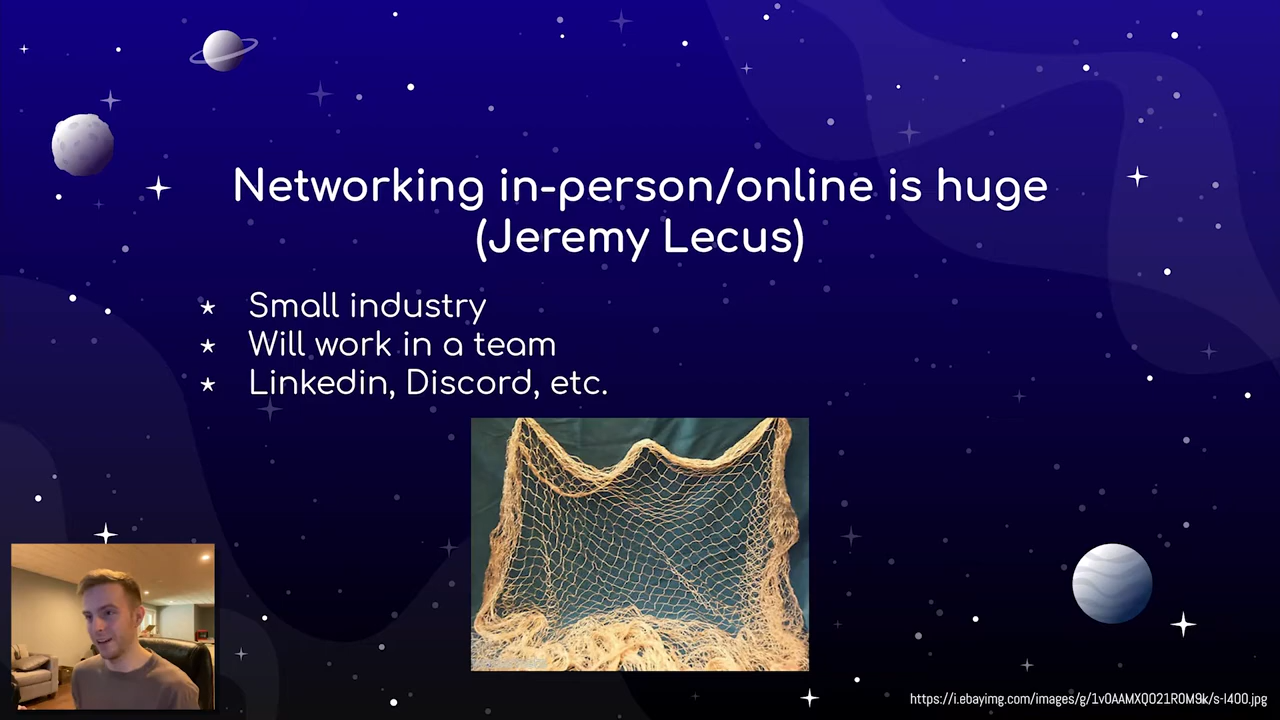 Networking in-person/online is huge
(Jeremy Lecus)
★ Small industry
★ Will work in a team
★ Linkedin, Discord, etc.
https://i.ebayimg.com/images/g/1v0AAMXQ021R0M9k/s-l400.jpg